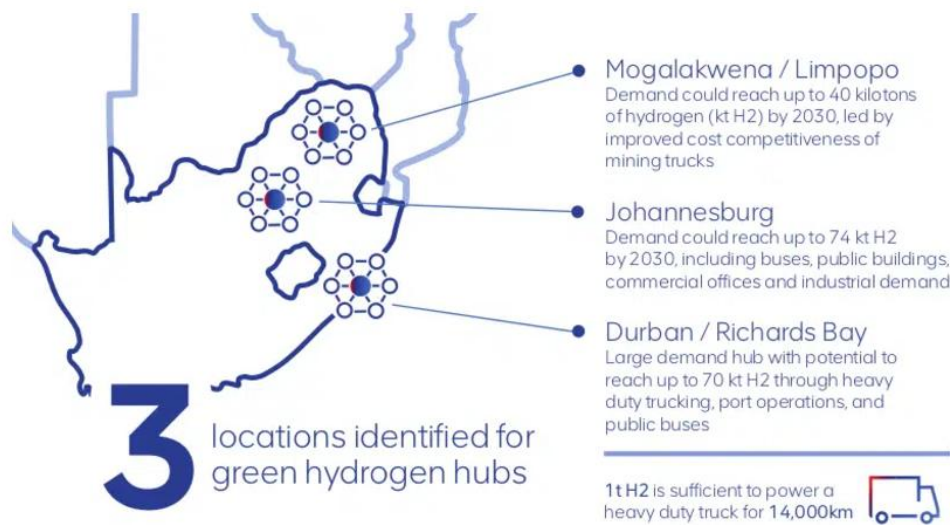 Mogalakwena / Limpopo
Demand could reach up to 40 kilotons
of hydrogen (kt H2) by 2030, led by
improved cost competitiveness of
mining trucks
Johannesburg
Demand could reach up to 74 kt H2
by 2030, including buses, public buildings,
commercial offices and industrial demand
Durban / Richards Bay
Large demand hub with potential to
reach up to 70 kt H2 through heavy
duty trucking, port operations, and
public buses
3
locations identified for
green hydrogen hubs
1t H2 is sufficient to power a
heavy duty truck for 14,000km